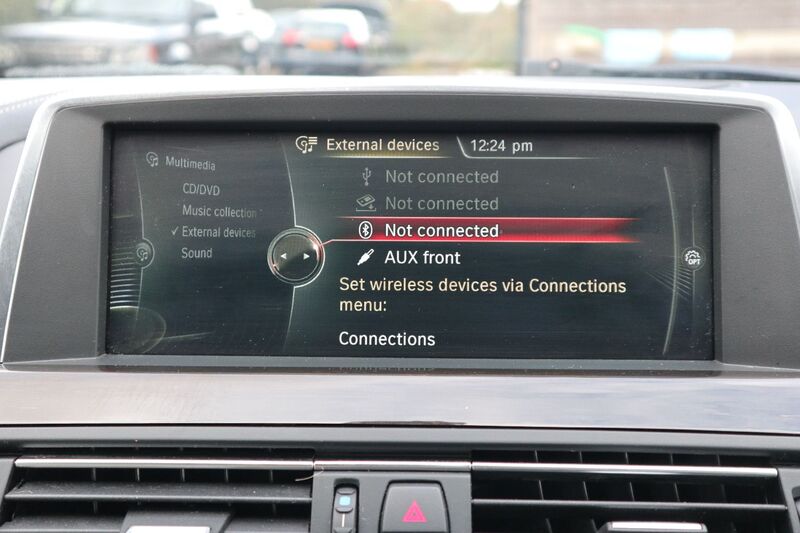 External devices
12:24 pm
Multimedia
CD/DVD
Music collection
✓ External devices
Sound
Not connected
Not connected
Not connected
AUX front
Set wireless devices via Connections
menu:
Connections
OPT